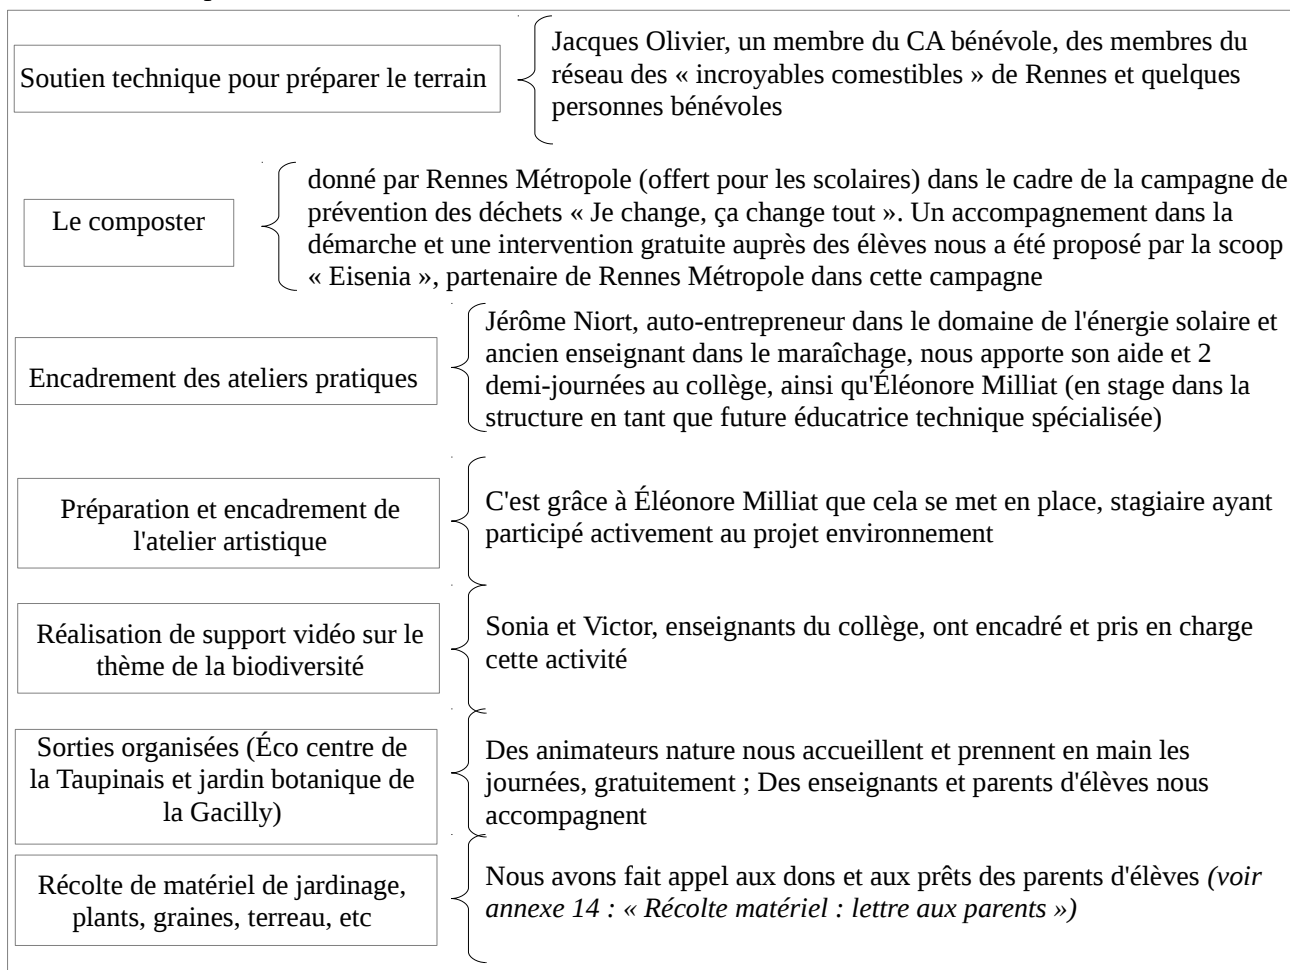 Soutien technique pour préparer le terrain
Jacques Olivier, un membre du CA bénévole, des membres du
réseau des « incroyables comestibles » de Rennes et quelques
personnes bénévoles
Le composter
donné par Rennes Métropole (offert pour les scolaires) dans le cadre de la campagne de
prévention des déchets « Je change, ça change tout ». Un accompagnement dans la
démarche et une intervention gratuite auprès des élèves nous a été proposé par la scoop
« Eisenia », partenaire de Rennes Métropole dans cette campagne
Encadrement des ateliers pratiques
Jérôme Niort, auto-entrepreneur dans le domaine de l'énergie solaire et
ancien enseignant dans le maraîchage, nous apporte son aide et 2
demi-journées au collège, ainsi qu'Éléonore Milliat (en stage dans la
structure en tant que future éducatrice technique spécialisée)
Préparation et encadrement de
l'atelier artistique
C'est grâce à Éléonore Milliat que cela se met en place, stagiaire ayant
participé activement au projet environnement
Réalisation de support vidéo sur le
thème de la biodiversité
Sonia et Victor, enseignants du collège, ont encadré et pris en charge
cette activité
Sorties organisées (Éco centre de
la Taupinais et jardin botanique de
la Gacilly)
Des animateurs nature nous accueillent et prennent en main les
journées, gratuitement ; Des enseignants et parents d'élèves nous
accompagnent
Récolte de matériel de jardinage,
plants, graines, terreau, etc
Nous avons fait appel aux dons et aux prêts des parents d'élèves (voir
annexe 14 : « Récolte matériel : lettre aux parents »)